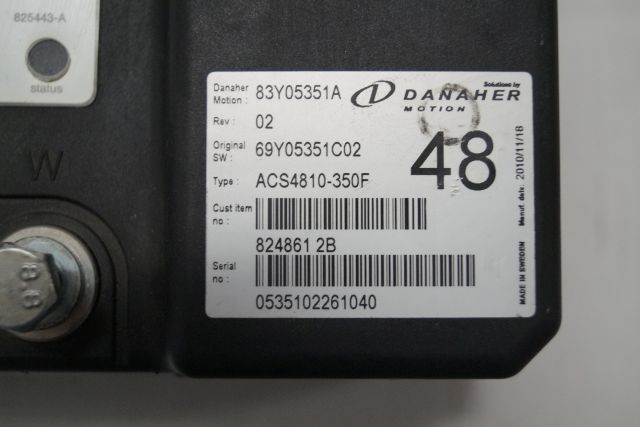 825443-A
status
W
8.8
Danaher Motion : 83Y05351A
Solutions by
DANAHER
MOTION
Rev : 02
Original SW : 69Y05351C02
48
Type : ACS4810-350F
Cust item no :
824861 2B
Serial no :
0535102261040
MADE IN SWEDEN Manuf. date. 2010/11/18